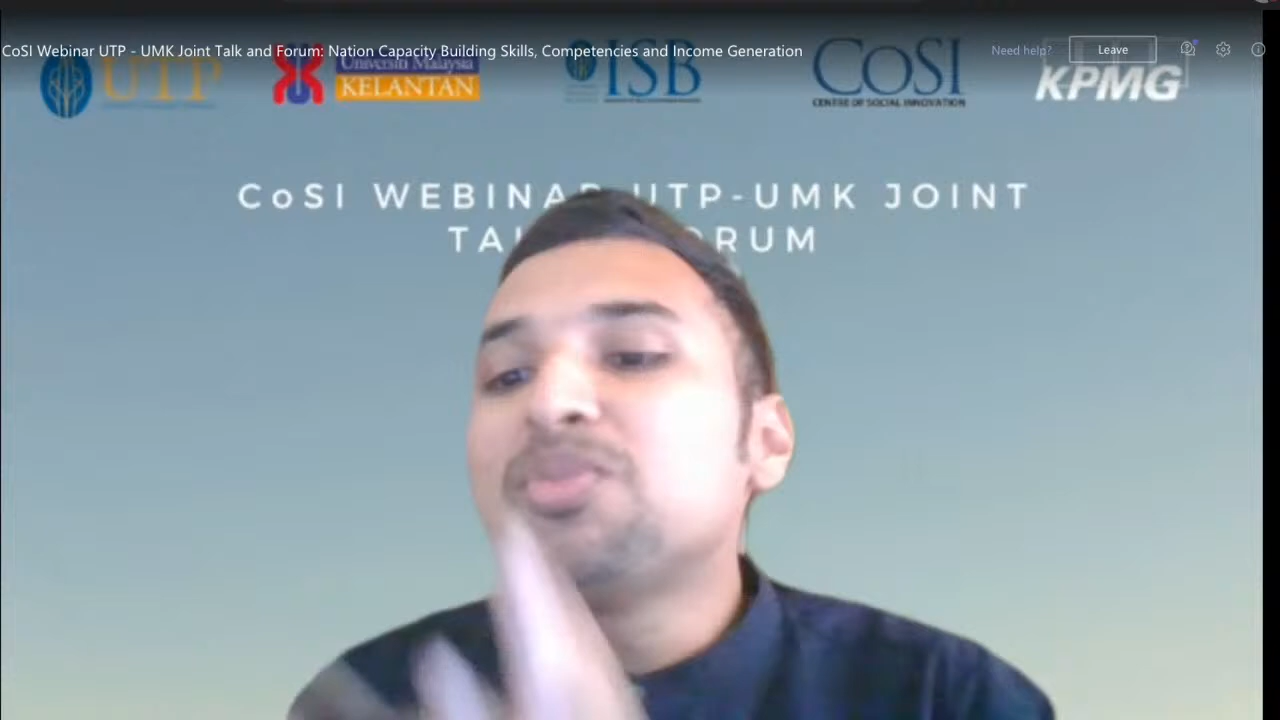 CoSI Webinar UTP - UMK Joint Talk and Forum: Nation Capacity Building Skills, Competencies and Income Generation
Need help?
Leave
UTP
Universiti Malaysia
KELANTAN
ISB
CoSI
CENTRE OF SOCIAL INNOVATION
KPMG
CoSI WEBINA UTP-UMK JOINT
TA ORUM